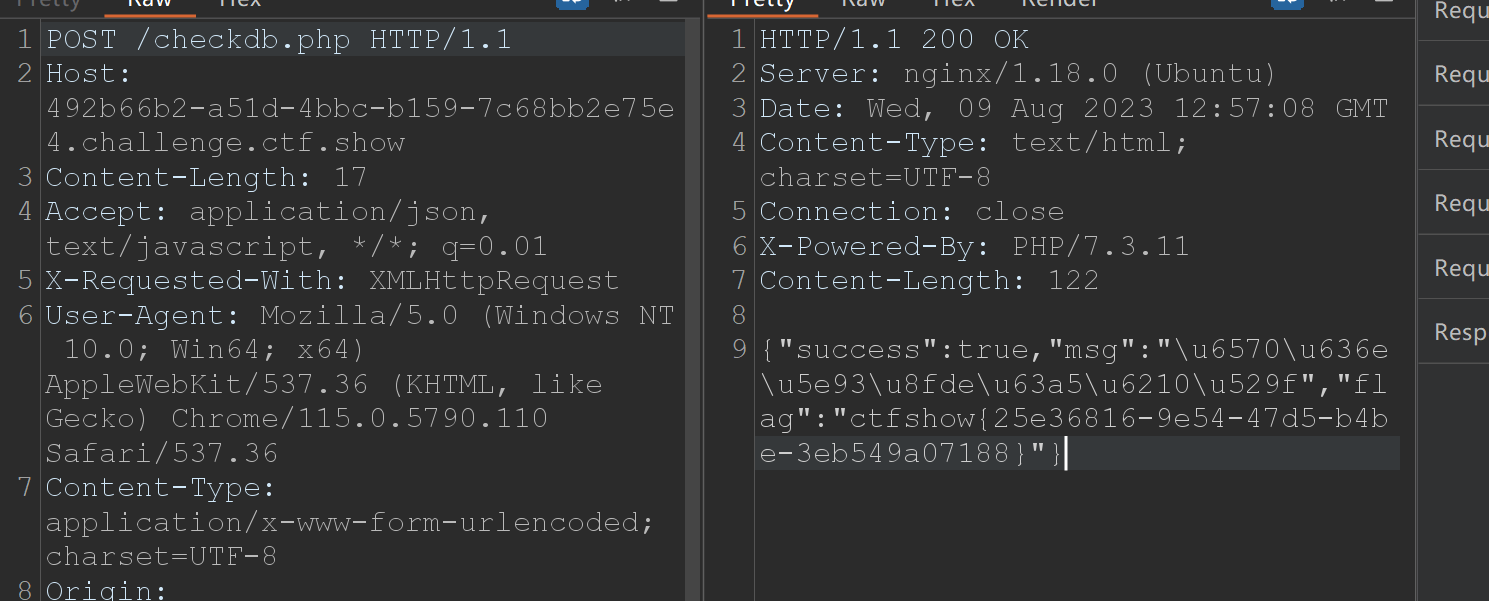 Pretty Raw Hex
1 POST /checkdb.php HTTP/1.1
2 Host:
492b66b2-a51d-4bbc-b159-7c68bb2e75e
4.challenge.ctf.show
3 Content-Length: 17
4 Accept: application/json,
text/javascript, */*; q=0.01
5 X-Requested-With: XMLHttpRequest
6 User-Agent: Mozilla/5.0 (Windows NT
10.0; Win64; x64)
AppleWebKit/537.36 (KHTML, like
Gecko) Chrome/115.0.5790.110
Safari/537.36
7 Content-Type:
application/x-www-form-urlencoded;
charset=UTF-8
8 Origin:
Pretty Raw Hex Render
1 HTTP/1.1 200 OK
2 Server: nginx/1.18.0 (Ubuntu)
3 Date: Wed, 09 Aug 2023 12:57:08 GMT
4 Content-Type: text/html;
charset=UTF-8
5 Connection: close
6 X-Powered-By: PHP/7.3.11
7 Content-Length: 122
8
9 {"success":true,"msg":"\u6570\u636e
\u5e93\u8fde\u63a5\u6210\u529f","fl
ag":"ctfshow{25e36816-9e54-47d5-b4b
e-3eb549a07188}"}
Requ
Requ
Requ
Requ
Requ
Resp